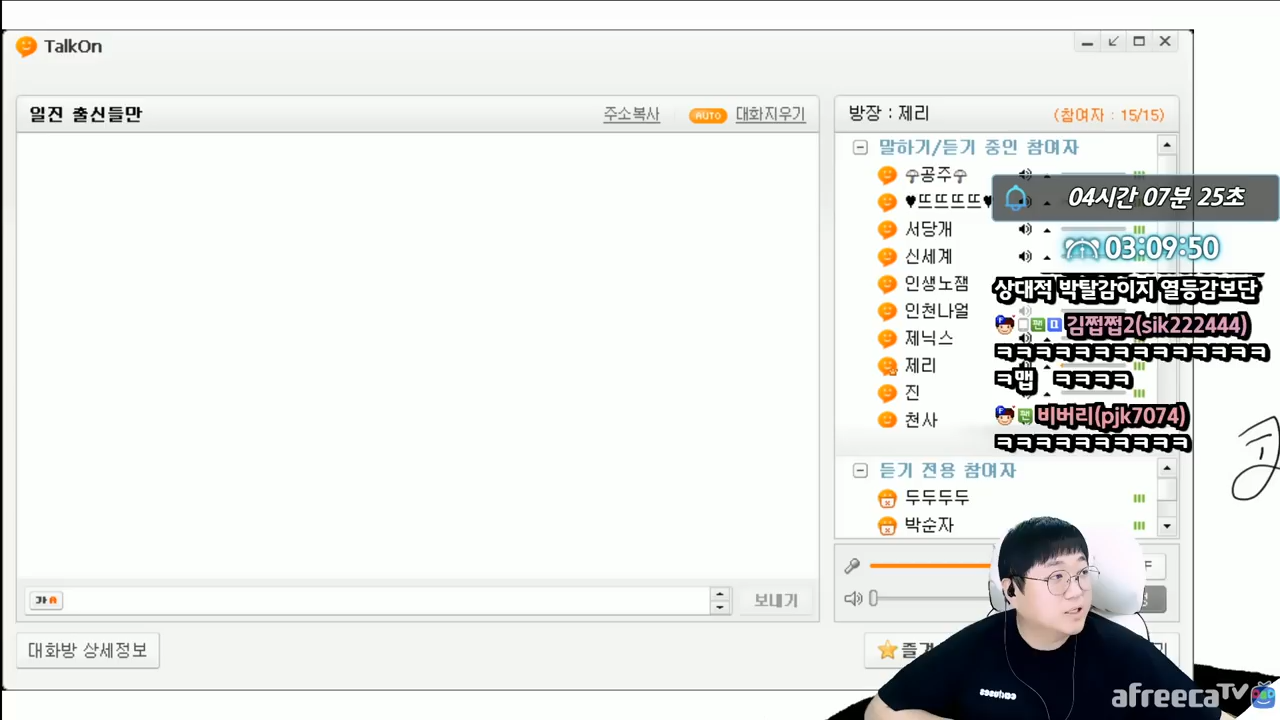 TalkOn
일진 출신들만
주소복사
AUTO
대화지우기
방장 : 제리
(참여자 : 15/15)
말하기/듣기 중인 참여자
공주
♥뜨뜨뜨뜨♥
서당개
신세계
인생노잼
인천나얼
제닉스
제리
진
천사
04시간 07분 25초
03:09:50
상대적 박탈감이지 열등감보단
김쩝쩝2(sik222444)
ㅋㅋㅋㅋㅋㅋㅋㅋㅋㅋㅋㅋㅋㅋ
ㅋ맵 ㅋㅋㅋㅋ
비버리(pjk7074)
ㅋㅋㅋㅋㅋㅋㅋㅋㅋㅋ
듣기 전용 참여자
두두두두
박순자
가
보내기
대화방 상세정보
afreecaTV